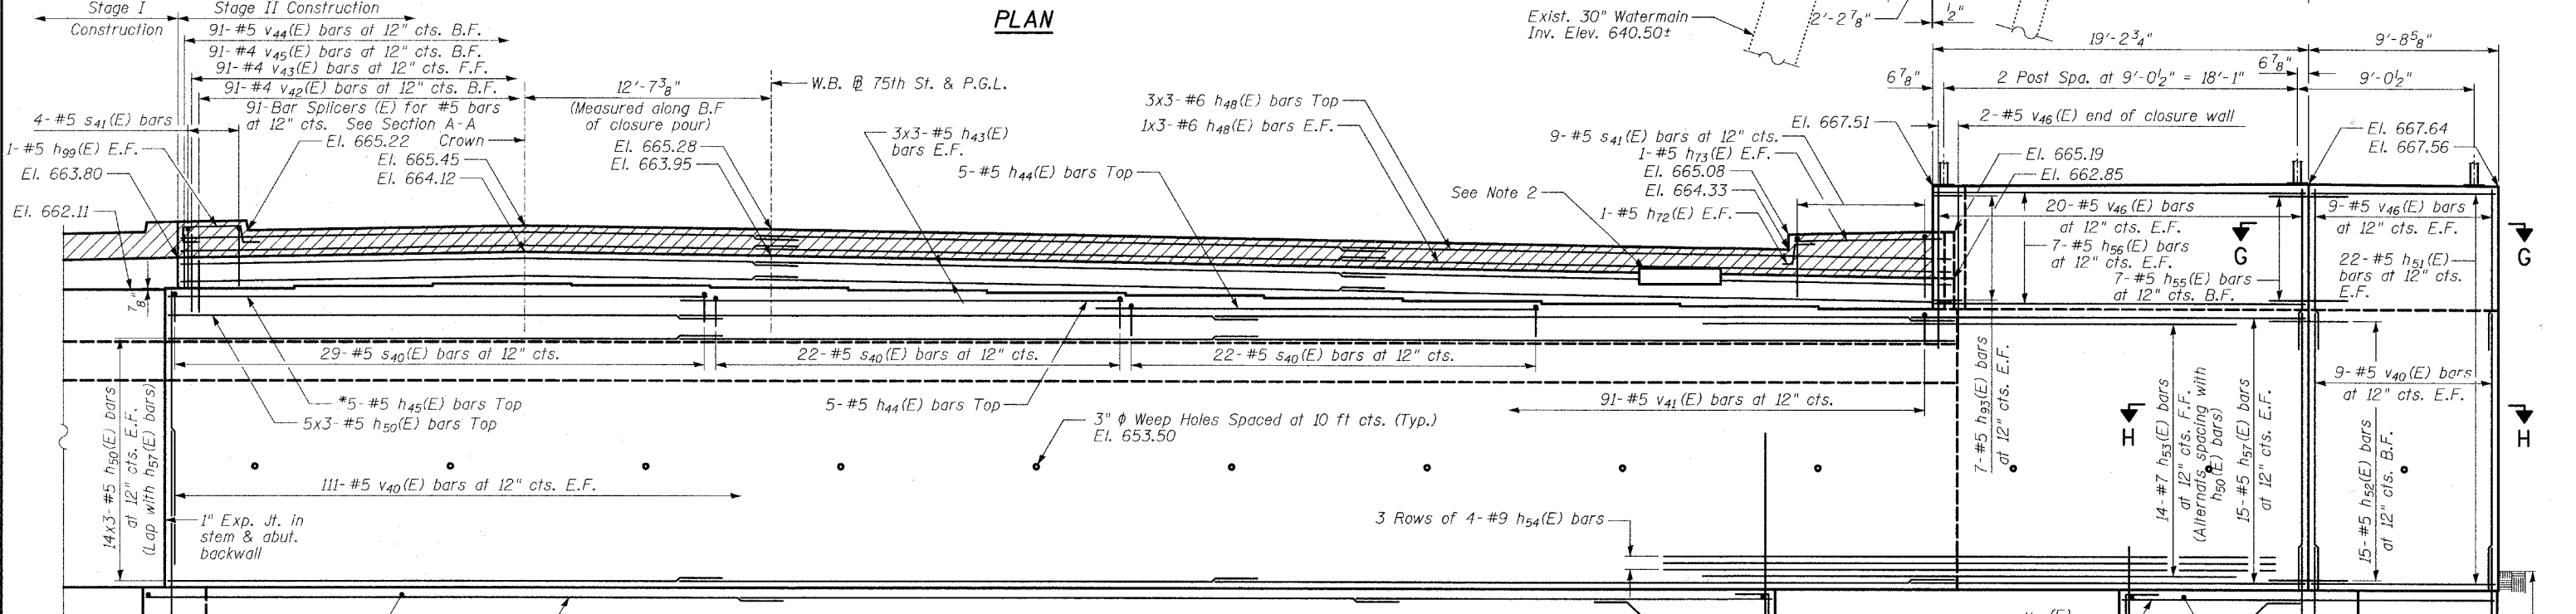 Stage I
Construction
Stage II Construction
PLAN
Exist. 30" Watermain
Inv. Elev. 640.50±
2'-2 7/8"
1/2"
91-#5 v44(E) bars at 12" cts. B.F.
91-#4 v45(E) bars at 12" cts. B.F.
91-#4 v43(E) bars at 12" cts. F.F.
91-#4 v42(E) bars at 12" cts. B.F.
91-Bar Splicers (E) for #5 bars
at 12" cts. See Section A-A
4-#5 s41(E) bars
1-#5 h99(E) E.F.
El. 663.80
El. 662.11
El. 665.22
Crown
El. 665.45
El. 664.12
12'-7 3/8"
(Measured along B.F
of closure pour)
El. 665.28
El. 663.95
W.B. ⅊ 75th St. & P.G.L.
3x3-#5 h43(E)
bars E.F.
5-#5 h44(E) bars Top
3x3-#6 h48(E) bars Top
1x3-#6 h48(E) bars E.F.
See Note 2
9-#5 s41(E) bars at 12" cts.
1-#5 h73(E) E.F.
El. 665.08
El. 664.33
1-#5 h72(E) E.F.
El. 667.51
19'-2 3/4"
9'-8 5/8"
6 7/8"
2 Post Spa. at 9'-0 1/2" = 18'-1"
6 7/8"
9'-0 1/2"
2-#5 v46(E) end of closure wall
El. 667.64
El. 667.56
El. 665.19
El. 662.85
20-#5 v46(E) bars
at 12" cts. E.F.
7-#5 h56(E) bars
at 12" cts. E.F.
7-#5 h55(E) bars
at 12" cts. B.F.
G
9-#5 v46(E) bars
at 12" cts. E.F.
22-#5 h51(E)
bars at 12" cts.
E.F.
G
7/8"
29-#5 s40(E) bars at 12" cts.
22-#5 s40(E) bars at 12" cts.
22-#5 s40(E) bars at 12" cts.
*5-#5 h45(E) bars Top
5x3-#5 h50(E) bars Top
5-#5 h44(E) bars Top
3" ϕ Weep Holes Spaced at 10 ft cts. (Typ.)
El. 653.50
91-#5 v41(E) bars at 12" cts.
7-#5 h93(E) bars
at 12" cts. E.F.
H
9-#5 v40(E) bars
at 12" cts. E.F.
H
14x3-#5 h50(E) bars
at 12" cts. E.F.
(Lap with h57(E) bars)
111-#5 v40(E) bars at 12" cts. E.F.
1" Exp. Jt. in
stem & abut.
backwall
3 Rows of 4-#9 h54(E) bars
14-#7 h53(E) bars
at 12" cts. F.F.
(Alternate spacing with
h50(E) bars)
15-#5 h57(E) bars
at 12" cts. E.F.
15-#5 h52(E) bars
at 12" cts. B.F.